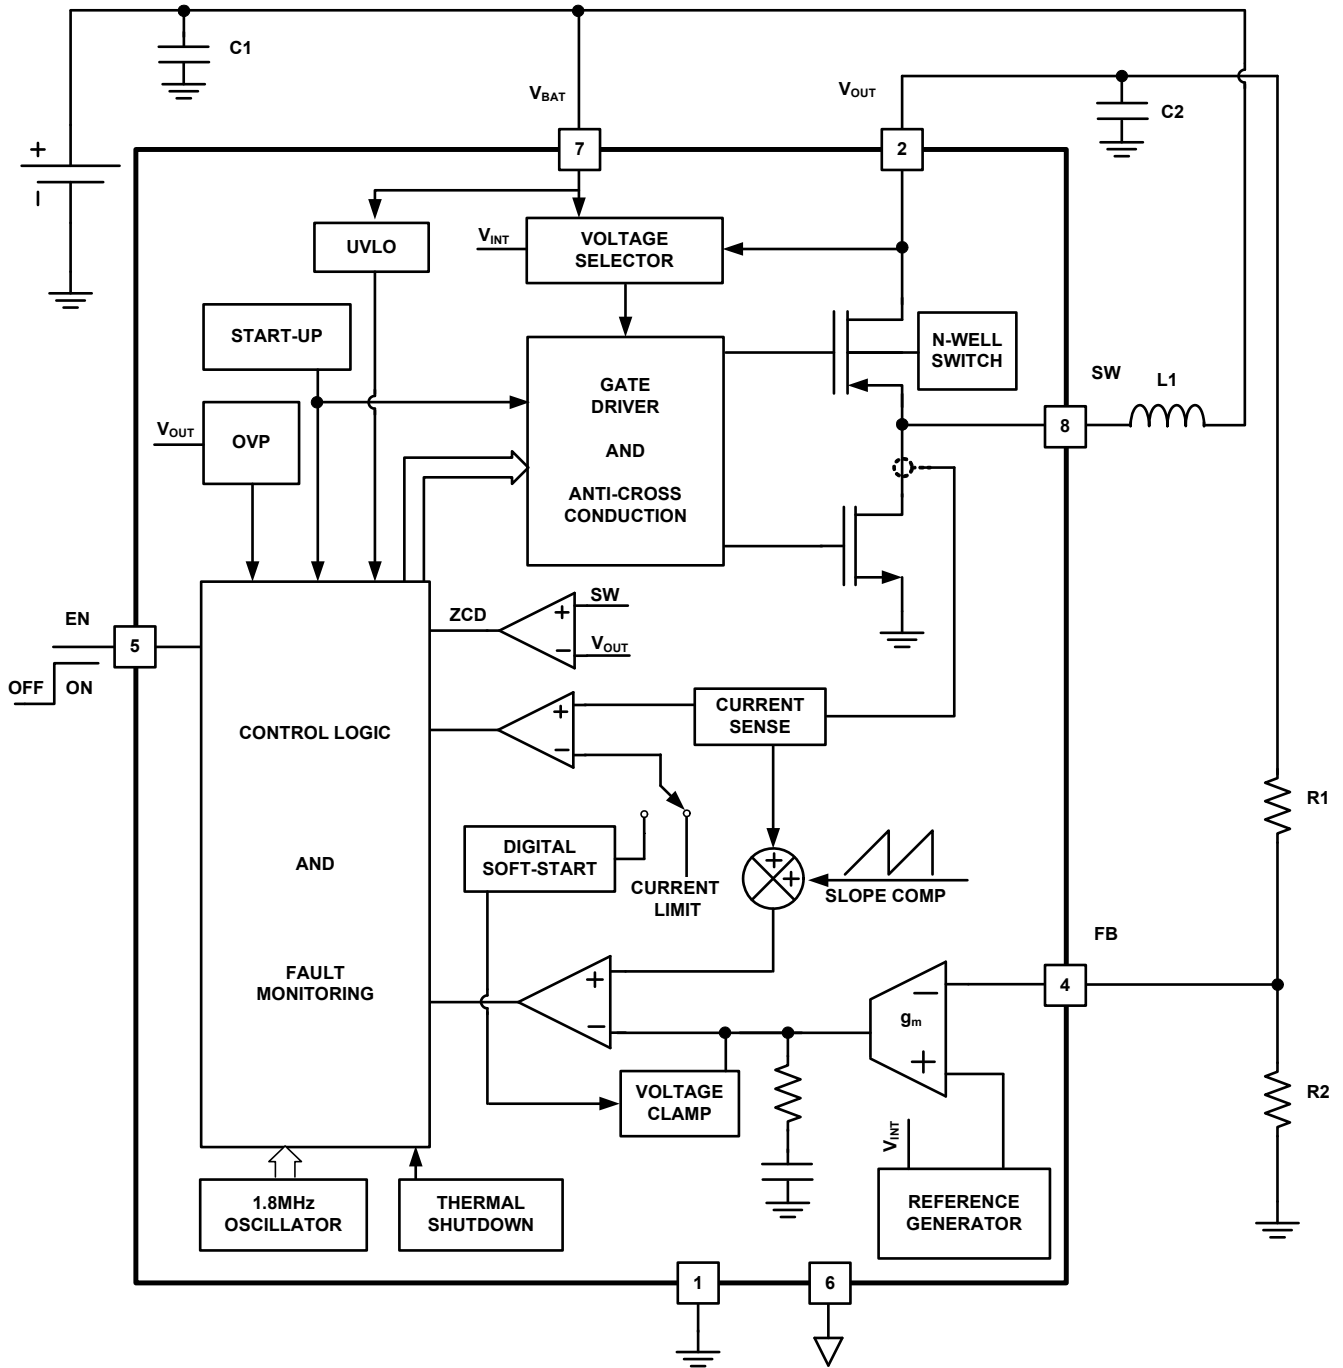 C1
VBAT
VOUT
C2
+
7
2
–
UVLO
VINT
VOLTAGE
SELECTOR
START-UP
N-WELL
SWITCH
GATE
DRIVER
AND
ANTI-CROSS
CONDUCTION
SW
L1
8
VOUT
OVP
EN
5
OFF
ON
ZCD
+
–
SW
VOUT
CONTROL LOGIC
AND
FAULT
MONITORING
+
–
CURRENT
SENSE
R1
DIGITAL
SOFT-START
CURRENT
LIMIT
+
+
SLOPE COMP
FB
4
+
–
–
gm
+
VOLTAGE
CLAMP
R2
VINT
1.8MHz
OSCILLATOR
THERMAL
SHUTDOWN
REFERENCE
GENERATOR
1
6